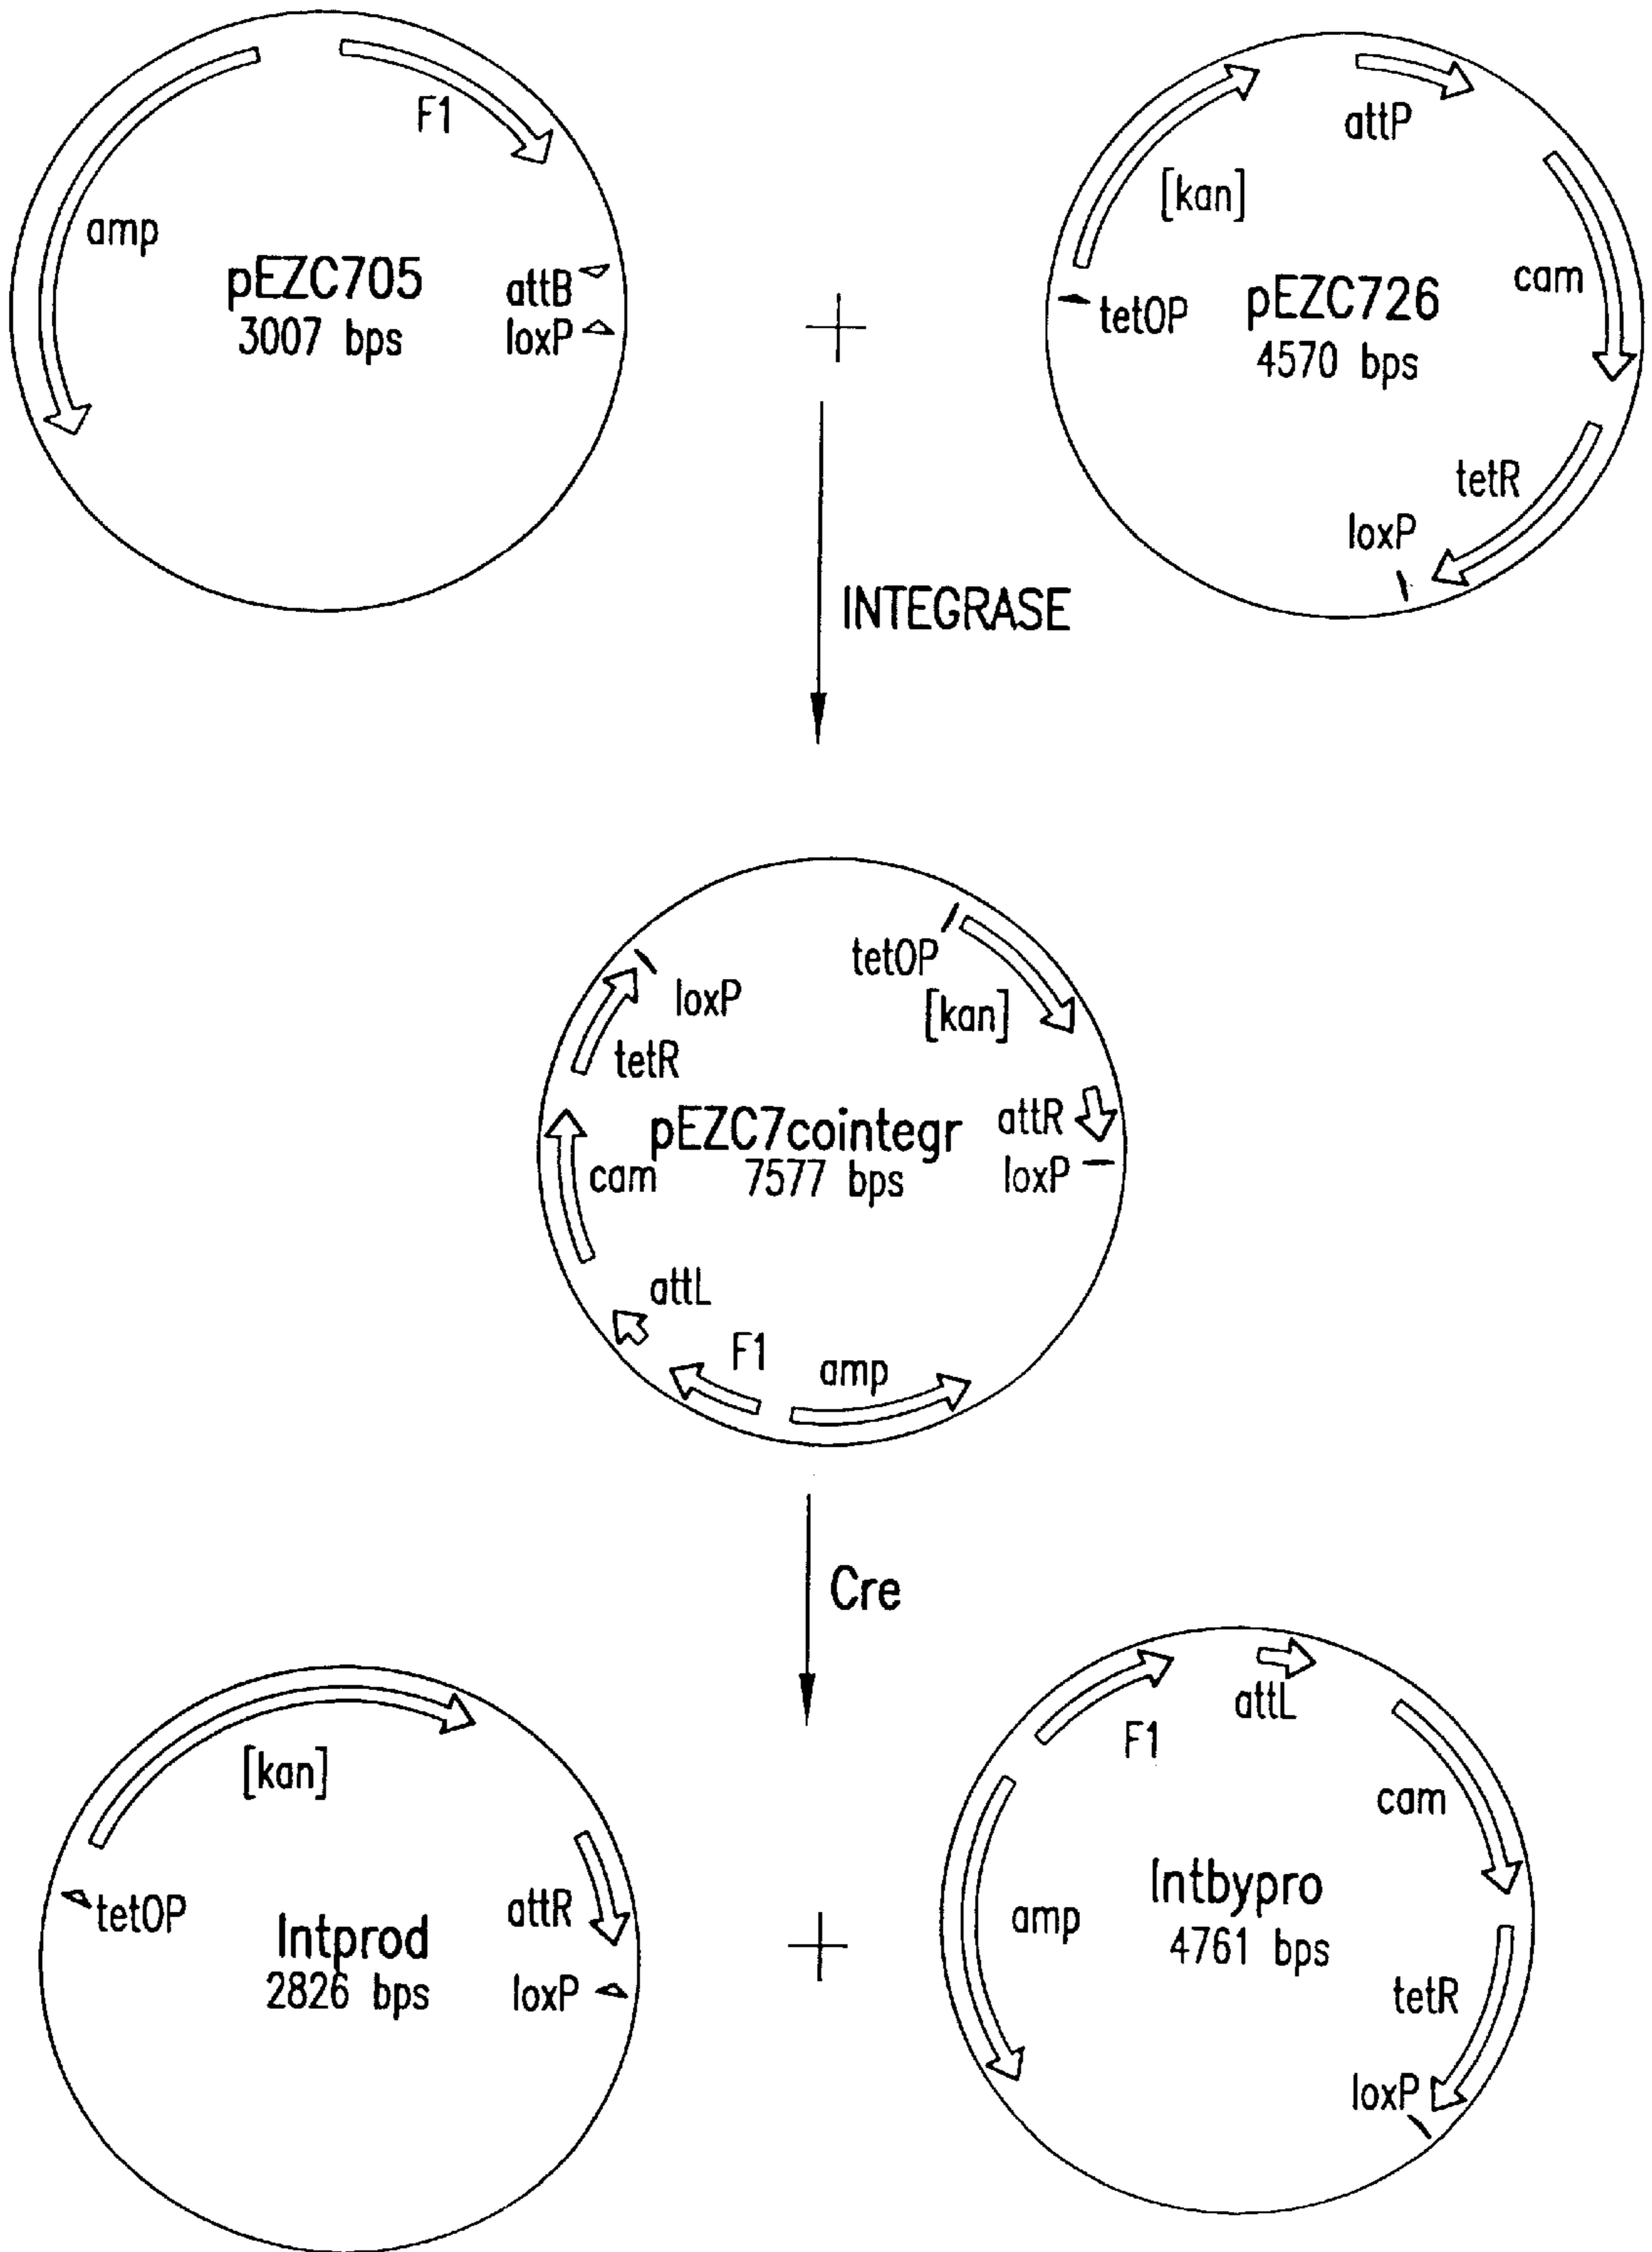 F1
amp
pEZC705
3007 bps
attB
loxP
+
attP
[kan]
cam
tetOP
pEZC726
4570 bps
tetR
loxP
INTEGRASE
tetOP
[kan]
loxP
tetR
pEZC7cointegr
7577 bps
attR
loxP
cam
attL
F1
amp
Cre
[kan]
tetOP
attR
Intprod
2826 bps
loxP
+
attL
F1
cam
amp
Intbypro
4761 bps
tetR
loxP